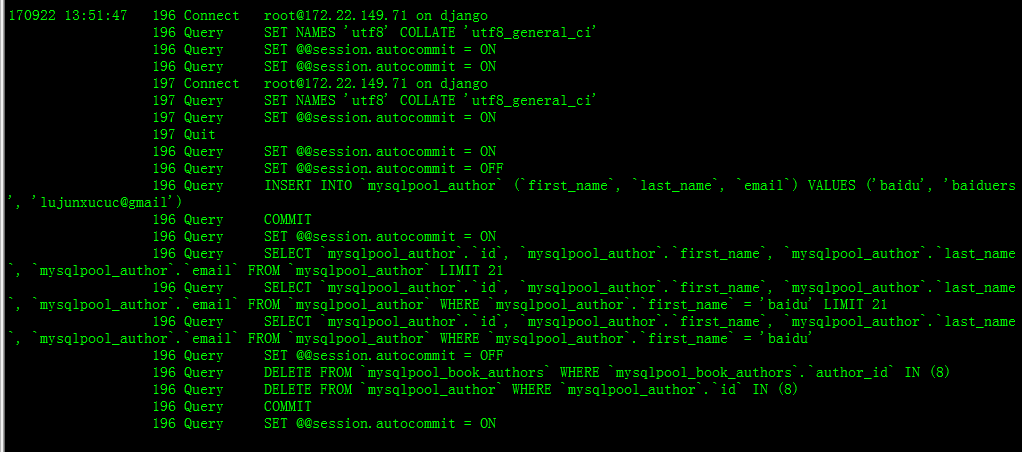 170922 13:51:47   196 Connect   root@172.22.149.71 on django
196 Query     SET NAMES 'utf8' COLLATE 'utf8_general_ci'
196 Query     SET @@session.autocommit = ON
196 Query     SET @@session.autocommit = ON
197 Connect   root@172.22.149.71 on django
197 Query     SET NAMES 'utf8' COLLATE 'utf8_general_ci'
197 Query     SET @@session.autocommit = ON
197 Quit
196 Query     SET @@session.autocommit = ON
196 Query     SET @@session.autocommit = OFF
196 Query     INSERT INTO `mysqlpool_author` (`first_name`, `last_name`, `email`) VALUES ('baidu', 'baiduers
', 'lujunxucuc@gmail')
196 Query     COMMIT
196 Query     SET @@session.autocommit = ON
196 Query     SELECT `mysqlpool_author`.`id`, `mysqlpool_author`.`first_name`, `mysqlpool_author`.`last_name
`, `mysqlpool_author`.`email` FROM `mysqlpool_author` LIMIT 21
196 Query     SELECT `mysqlpool_author`.`id`, `mysqlpool_author`.`first_name`, `mysqlpool_author`.`last_name
`, `mysqlpool_author`.`email` FROM `mysqlpool_author` WHERE `mysqlpool_author`.`first_name` = 'baidu' LIMIT 21
196 Query     SELECT `mysqlpool_author`.`id`, `mysqlpool_author`.`first_name`, `mysqlpool_author`.`last_name
`, `mysqlpool_author`.`email` FROM `mysqlpool_author` WHERE `mysqlpool_author`.`first_name` = 'baidu'
196 Query     SET @@session.autocommit = OFF
196 Query     DELETE FROM `mysqlpool_book_authors` WHERE `mysqlpool_book_authors`.`author_id` IN (8)
196 Query     DELETE FROM `mysqlpool_author` WHERE `mysqlpool_author`.`id` IN (8)
196 Query     COMMIT
196 Query     SET @@session.autocommit = ON